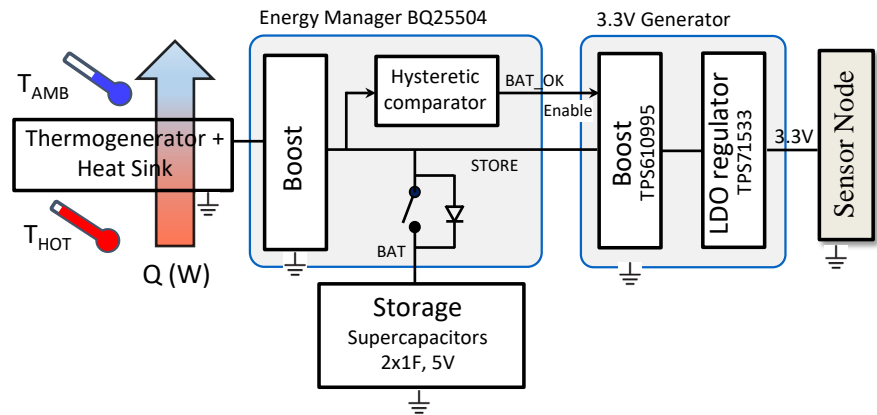 Energy Manager BQ25504
3.3V Generator
T_AMB
Thermogenerator +
Heat Sink
T_HOT
Q (W)
Boost
Hysteretic
comparator
BAT_OK
Enable
STORE
BAT
Storage
Supercapacitors
2x1F, 5V
Boost
TPS610995
LDO regulator
TPS71533
3.3V
Sensor Node